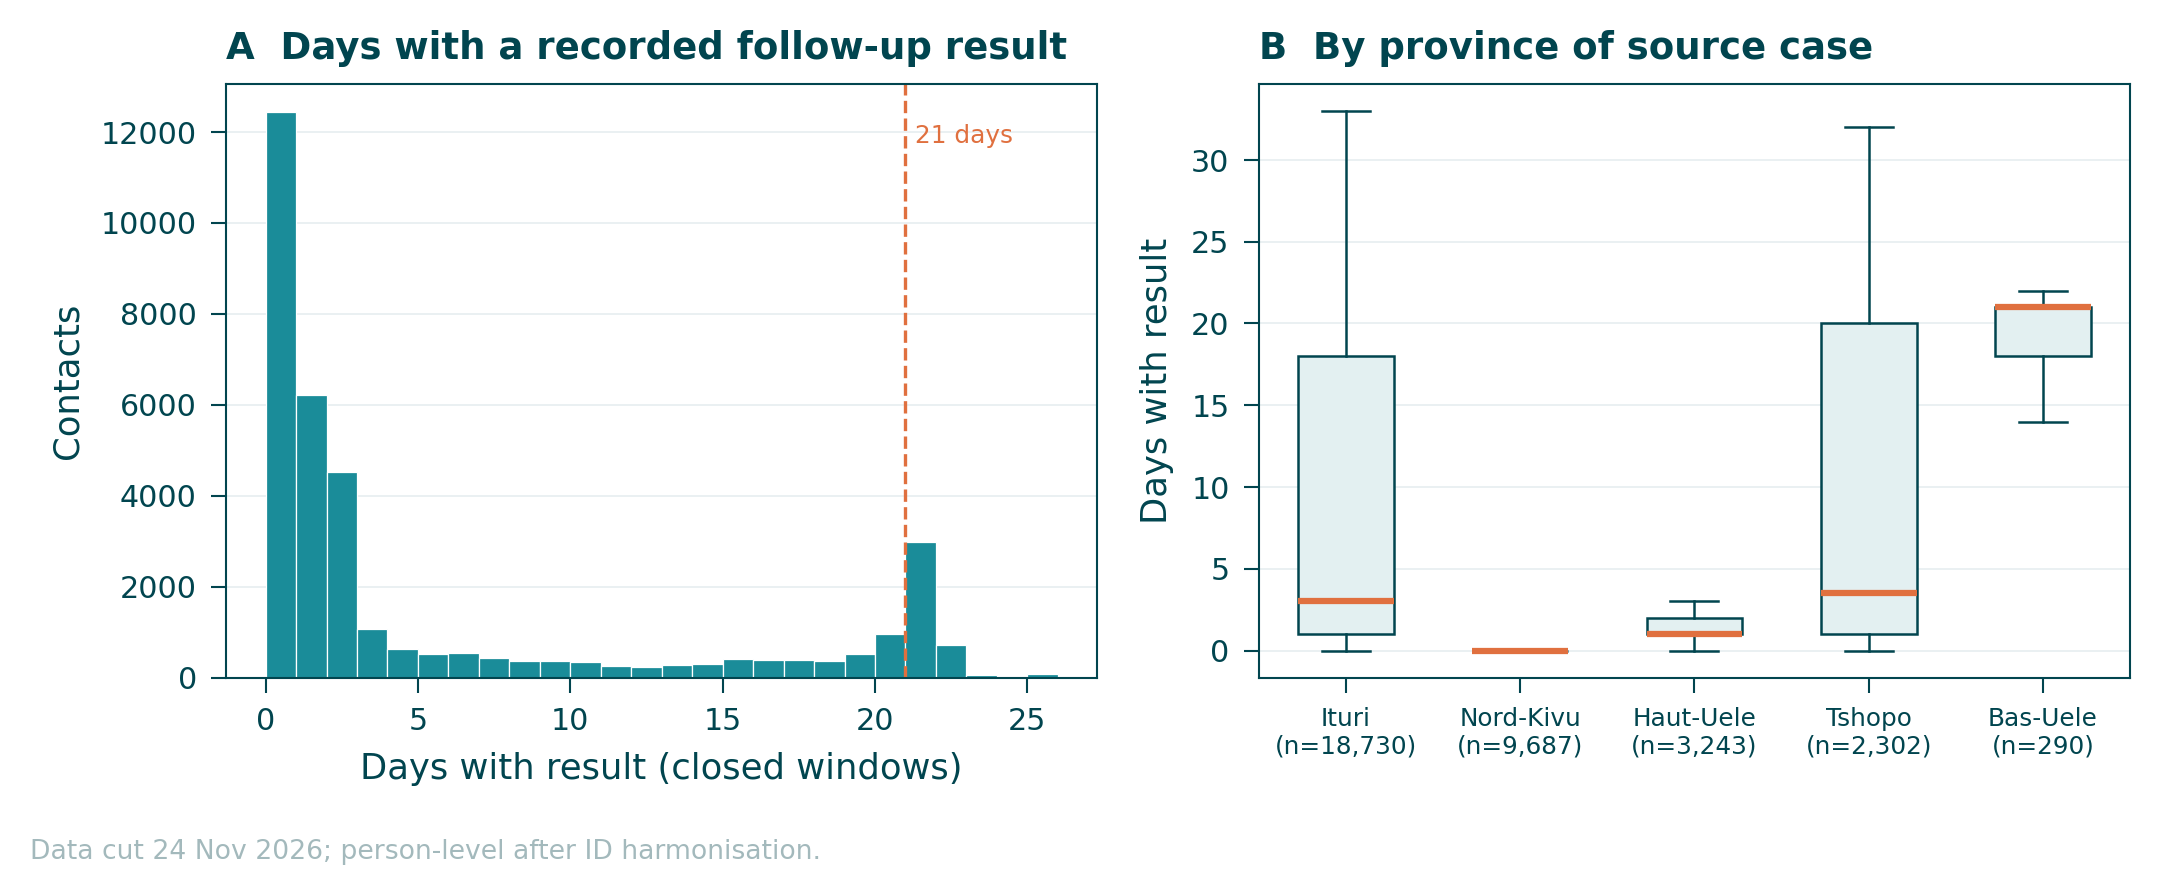 A  Days with a recorded follow-up result
12000
10000
8000
6000
4000
2000
0
Contacts
21 days
0
5
10
15
20
25
Days with result (closed windows)
B  By province of source case
30
25
20
15
10
5
0
Days with result
Ituri
(n=18,730)
Nord-Kivu
(n=9,687)
Haut-Uele
(n=3,243)
Tshopo
(n=2,302)
Bas-Uele
(n=290)
Data cut 24 Nov 2026; person-level after ID harmonisation.